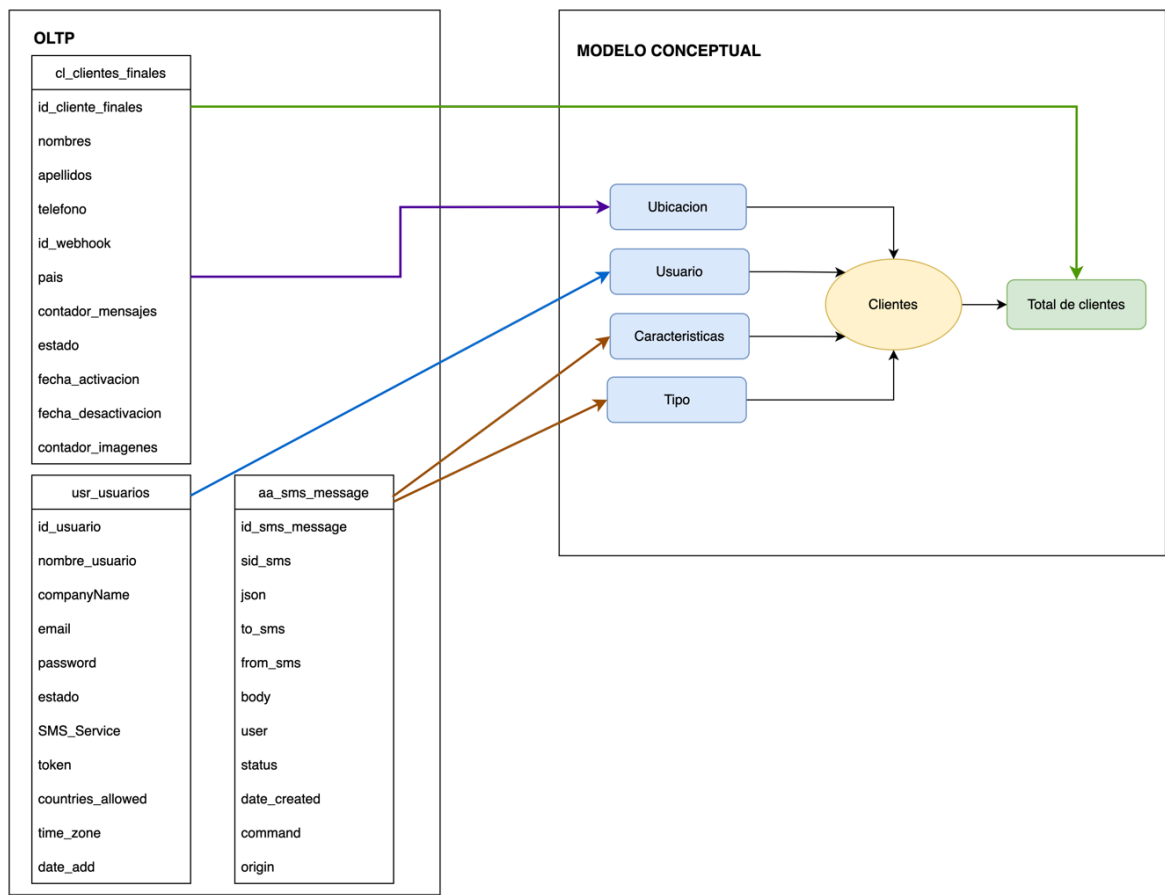 OLTP
cl_clientes_finales
id_cliente_finales
nombres
apellidos
telefono
id_webhook
pais
contador_mensajes
estado
fecha_activacion
fecha_desactivacion
contador_imagenes
usr_usuarios
id_usuario
nombre_usuario
companyName
email
password
estado
SMS_Service
token
countries_allowed
time_zone
date_add
aa_sms_message
id_sms_message
sid_sms
json
to_sms
from_sms
body
user
status
date_created
command
origin
MODELO CONCEPTUAL
Ubicacion
Usuario
Caracteristicas
Tipo
Clientes
Total de clientes